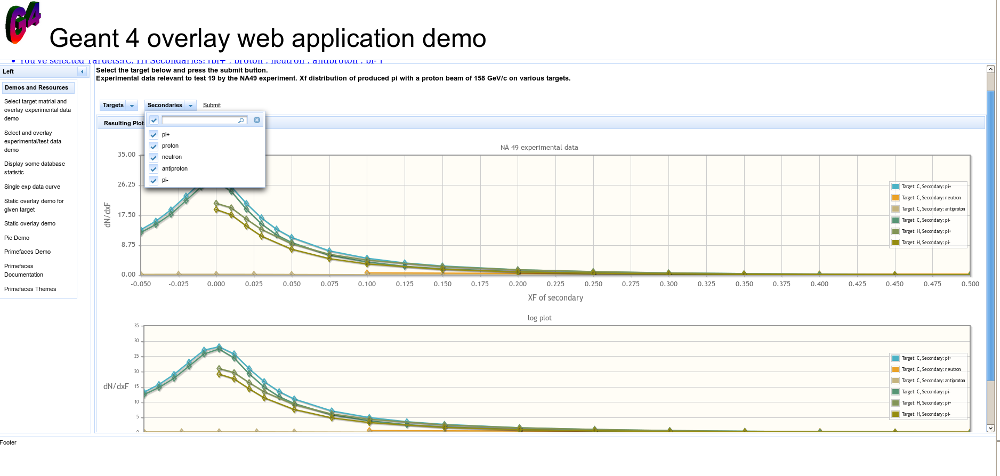 G4
Geant 4 overlay web application demo
You've selected Targets:[C, H] Secondaries: [pi+ , proton , neutron , antiproton , pi- ]
Left
Demos and Resources
Select target matrial and
overlay experimental data
demo
Select and overlay
experimental/test data
demo
Display some database
statistic
Single exp data curve
Static overlay demo for
given target
Static overlay demo
Pie Demo
Primefaces Demo
Primefaces
Documentation
Primefaces Themes
Select the target below and press the submit button.
Experimental data relevant to test 19 by the NA49 experiment. Xf distribution of produced pi with a proton beam of 158 GeV/c on various targets.
Targets
Secondaries
Submit
pi+
proton
neutron
antiproton
pi-
Resulting Plot
NA 49 experimental data
35.00
26.25
17.50
8.75
0.00
dN/dxF
-0.050 -0.025 0.000 0.025 0.050 0.075 0.100 0.125 0.150 0.175 0.200 0.225 0.250 0.275 0.300 0.325 0.350 0.375 0.400 0.425 0.450 0.475 0.500
XF of secondary
Target: C, Secondary: pi+
Target: C, Secondary: neutron
Target: C, Secondary: antiproton
Target: C, Secondary: pi-
Target: H, Secondary: pi+
Target: H, Secondary: pi-
log plot
35
30
25
20
15
10
5
0
dN/dxF
Target: C, Secondary: pi+
Target: C, Secondary: neutron
Target: C, Secondary: antiproton
Target: C, Secondary: pi-
Target: H, Secondary: pi+
Target: H, Secondary: pi-
Footer